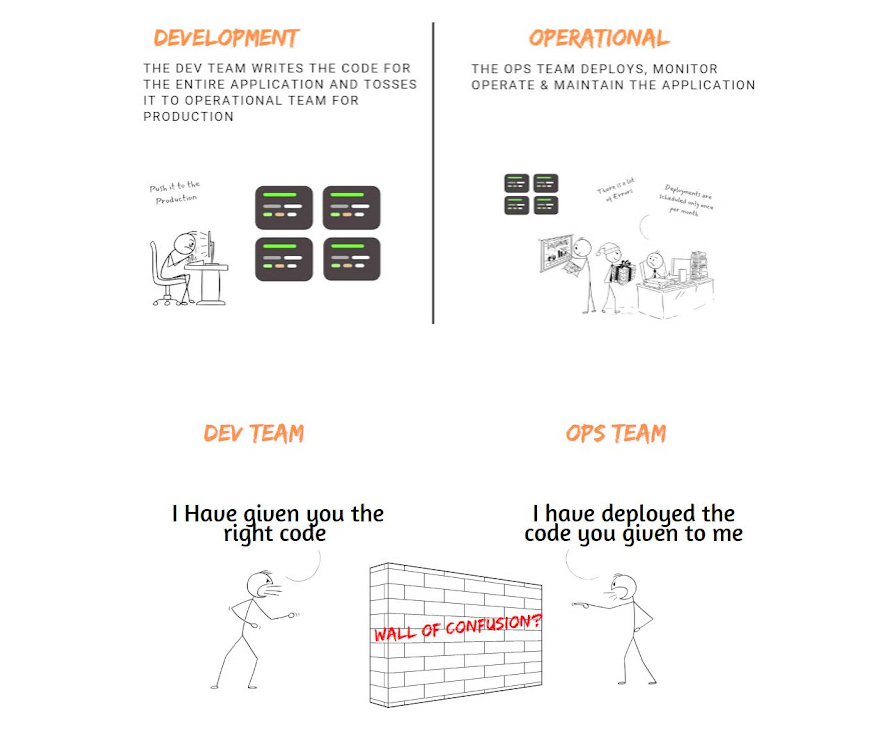 DEVELOPMENT
THE DEV TEAM WRITES THE CODE FOR
THE ENTIRE APPLICATION AND TOSSES
IT TO OPERATIONAL TEAM FOR
PRODUCTION
Push it to the
Production
OPERATIONAL
THE OPS TEAM DEPLOYS, MONITOR
OPERATE & MAINTAIN THE APPLICATION
There is a lot
of Errors
Deployments are
scheduled only once
per month
DEV TEAM
OPS TEAM
I Have given you the
right code
I have deployed the
code you given to me
WALL OF CONFUSION?